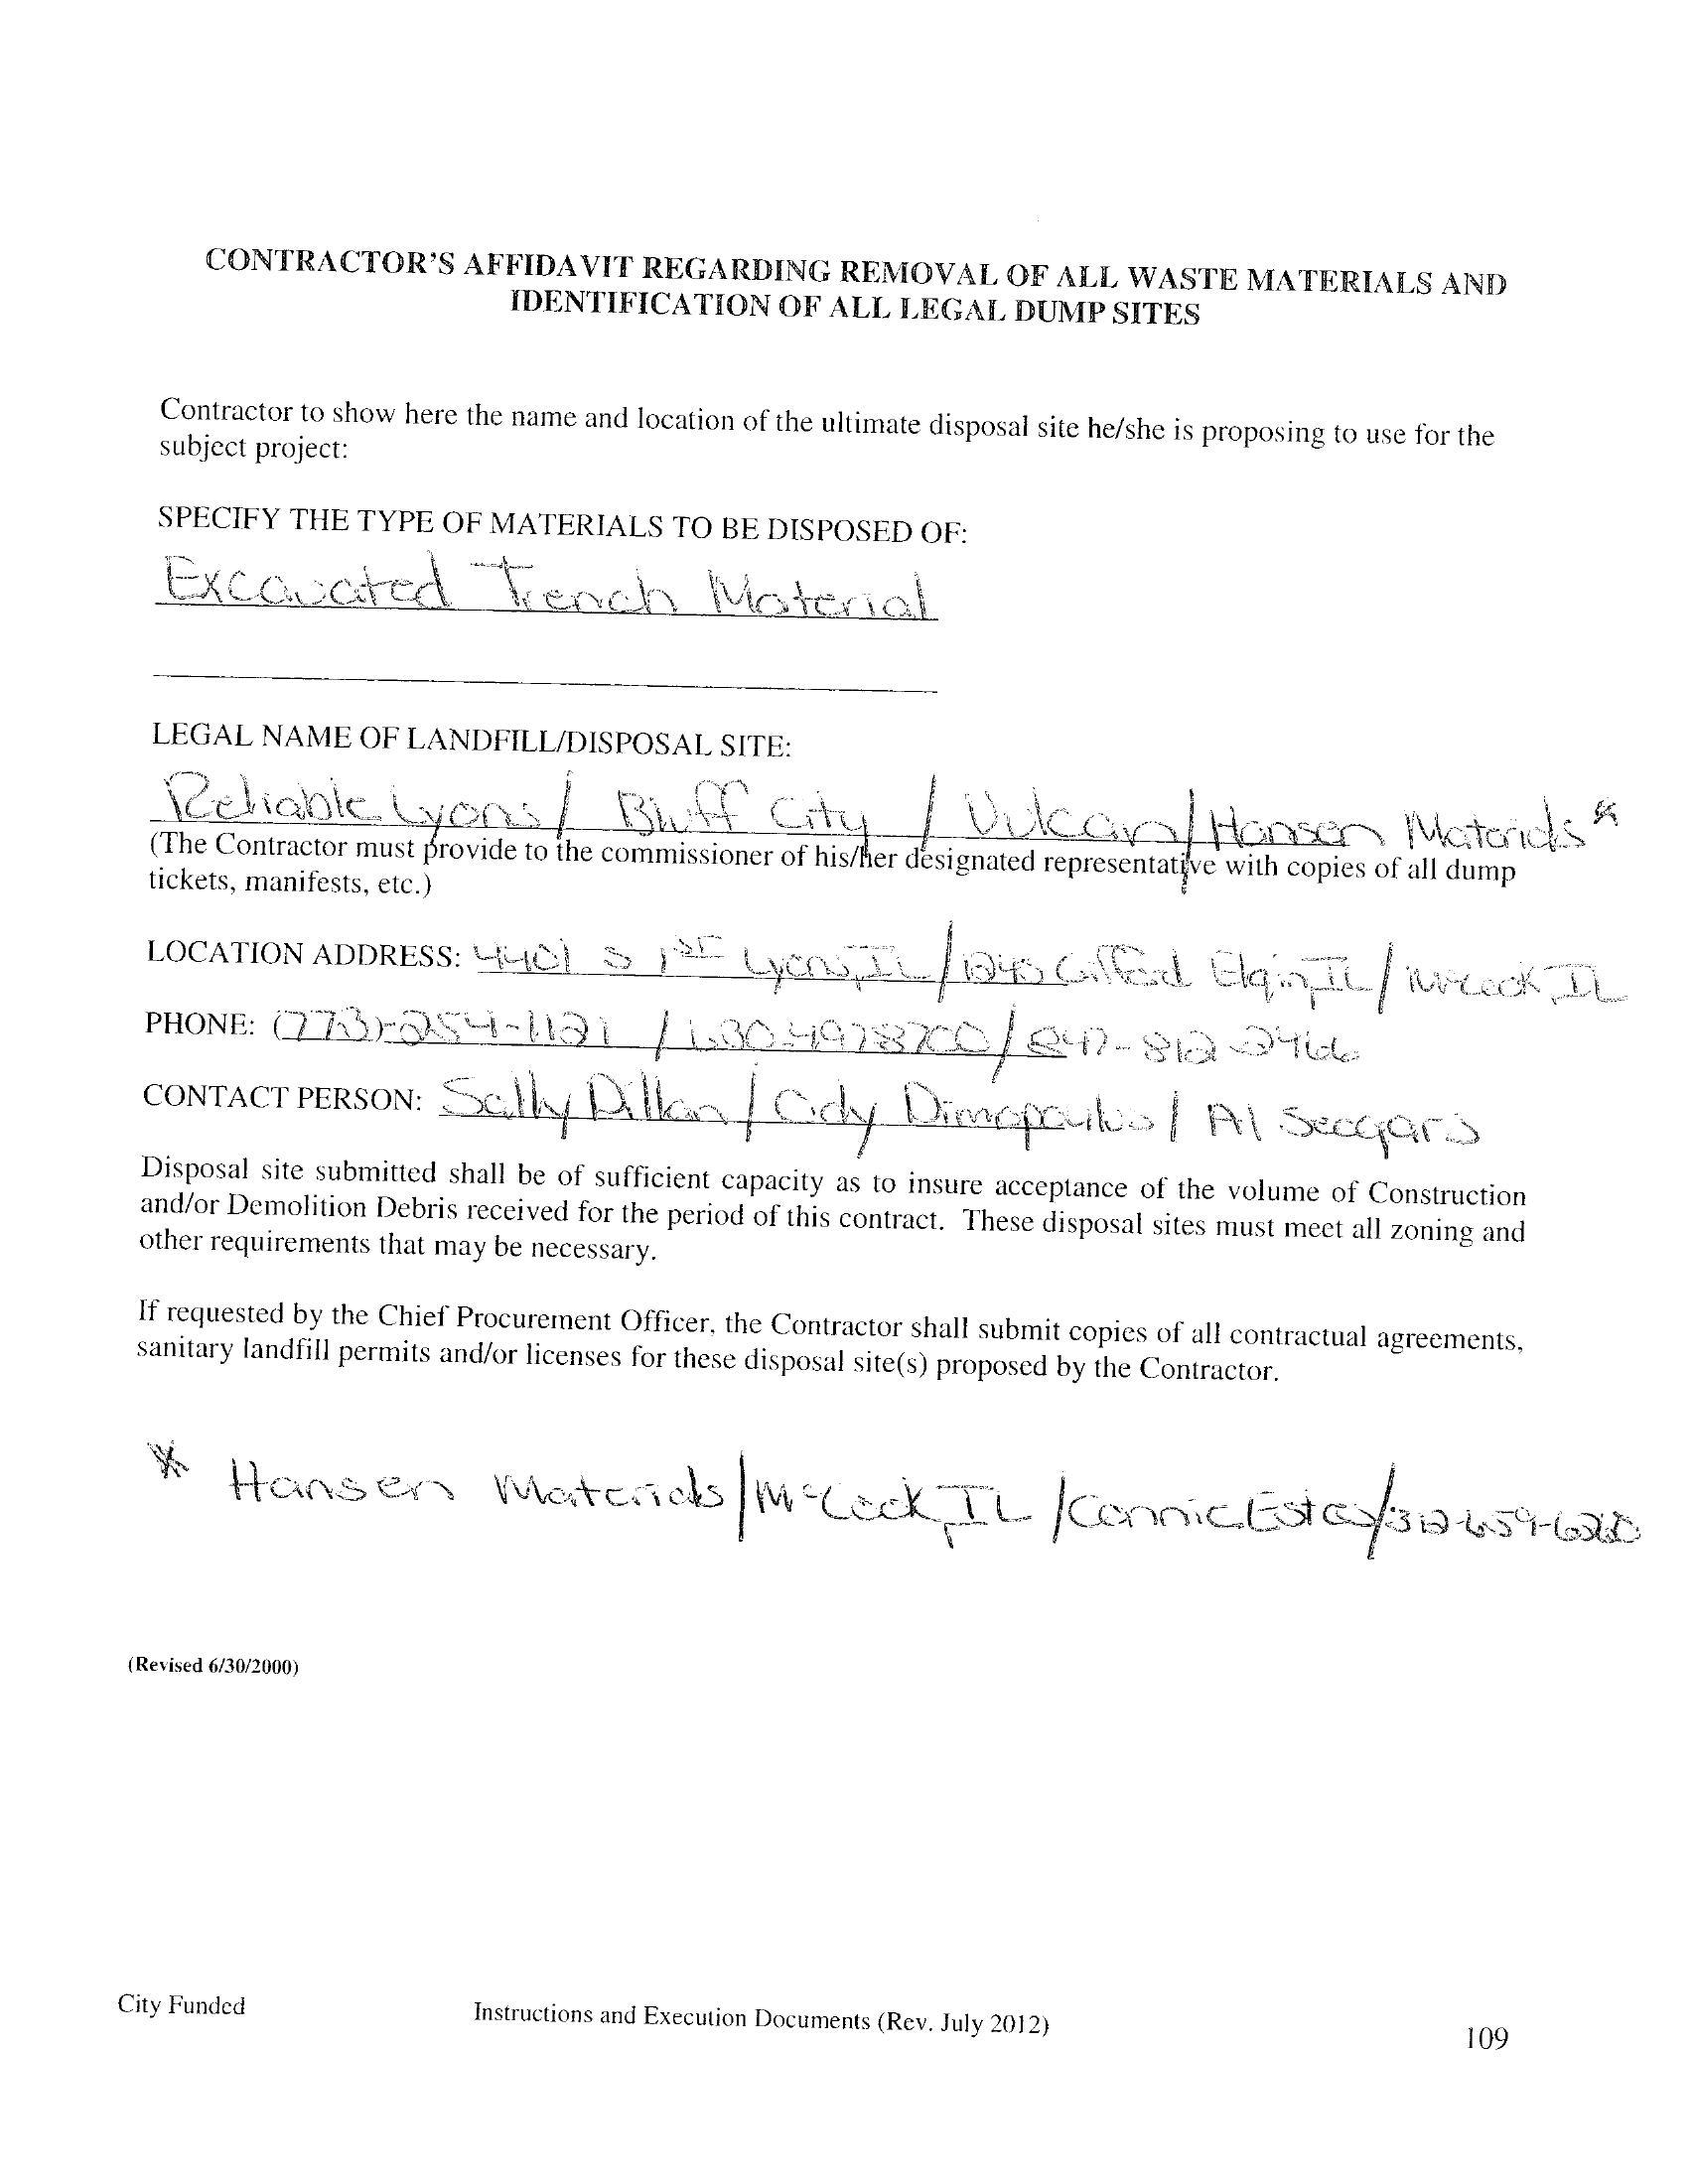 CONTRACTOR'S AFFIDAVIT REGARDING REMOVAL OF ALL WASTE MATERIALS AND
IDENTIFICATION OF ALL LEGAL DUMP SITES
Contractor to show here the name and location of the ultimate disposal site he/she is proposing to use for the
subject project:
SPECIFY THE TYPE OF MATERIALS TO BE DISPOSED OF:
Excavated Trench Material
LEGAL NAME OF LANDFILL/DISPOSAL SITE:
Reliable Lyons / Bluff City / Vulcan / Hansen Materials *
(The Contractor must provide to the commissioner of his/her designated representative with copies of all dump
tickets, manifests, etc.)
LOCATION ADDRESS: 4401 S 1st Lyons, IL / Gifford Elgin, IL / McCook, IL
PHONE: (773)-254-1121 / 630 4978700 / 847-812-2466
CONTACT PERSON: Sally Dillon / Cody Dimopoulos / Al Seegars
Disposal site submitted shall be of sufficient capacity as to insure acceptance of the volume of Construction
and/or Demolition Debris received for the period of this contract. These disposal sites must meet all zoning and
other requirements that may be necessary.
If requested by the Chief Procurement Officer, the Contractor shall submit copies of all contractual agreements,
sanitary landfill permits and/or licenses for these disposal site(s) proposed by the Contractor.
* Hansen Materials / McCook, IL / Connie Estes / 312-659-6260
(Revised 6/30/2000)
City Funded Instructions and Execution Documents (Rev. July 2012) 109